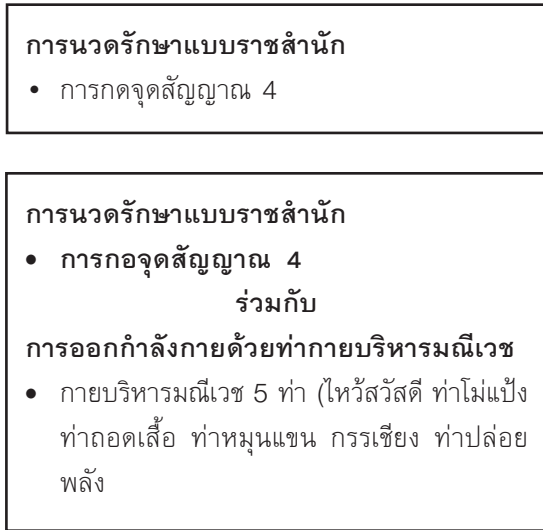 การนวดรักษาแบบราชสำนัก
• การกดจุดสัญญาณ 4
การนวดรักษาแบบราชสำนัก
• การกอจุดสัญญาณ 4
ร่วมกับ
การออกกำลังกายด้วยท่ากายบริหารมณีเวช
• กายบริหารมณีเวช 5 ท่า (ไหว้สวัสดี ท่าโม่แป้ง
ท่าถอดเสื้อ ท่าหมุนแขน กรรเชียง ท่าปล่อย
พลัง